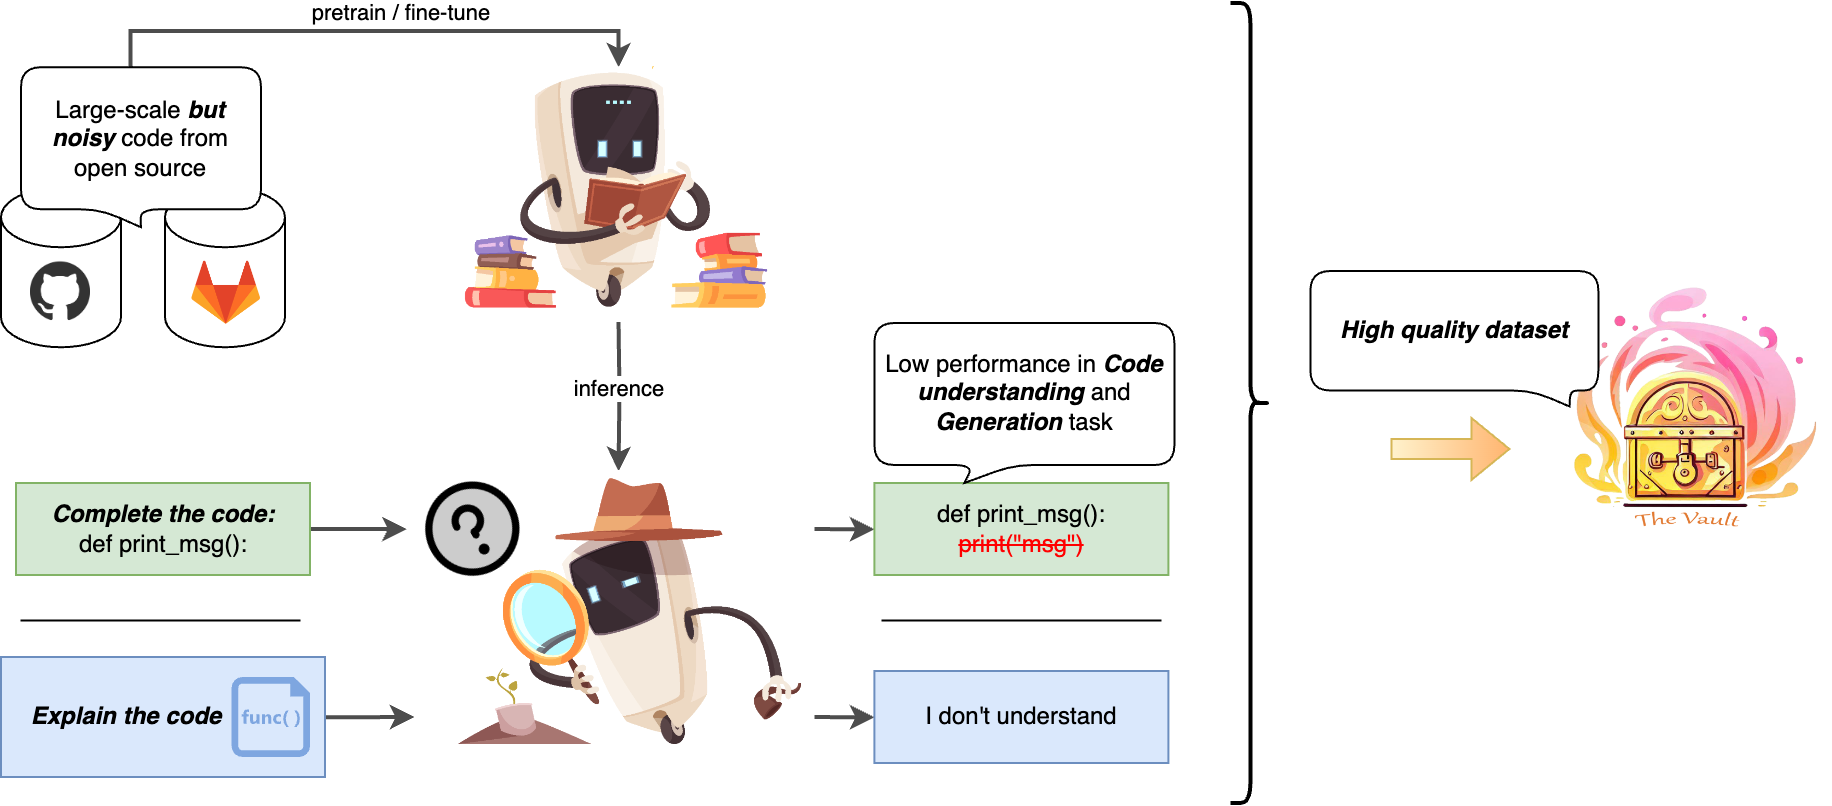 pretrain / fine-tune
Large-scale but
noisy code from
open source
inference
Low performance in Code
understanding and
Generation task
Complete the code:
def print_msg():
def print_msg():
print("msg")
Explain the code
func( )
I don't understand
High quality dataset
The Vault